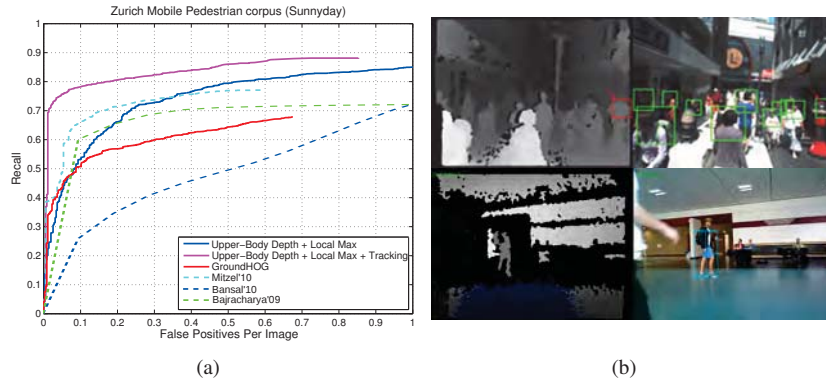 Zurich Mobile Pedestrian corpus (Sunnyday)
1
0.9
0.8
0.7
0.6
0.5
0.4
0.3
0.2
0.1
0
Recall
Upper-Body Depth + Local Max
Upper-Body Depth + Local Max + Tracking
GroundHOG
Mitzel'10
Bansal'10
Bajracharya'09
0 0.1 0.2 0.3 0.4 0.5 0.6 0.7 0.8 0.9 1
False Positives Per Image
L
(a) (b)